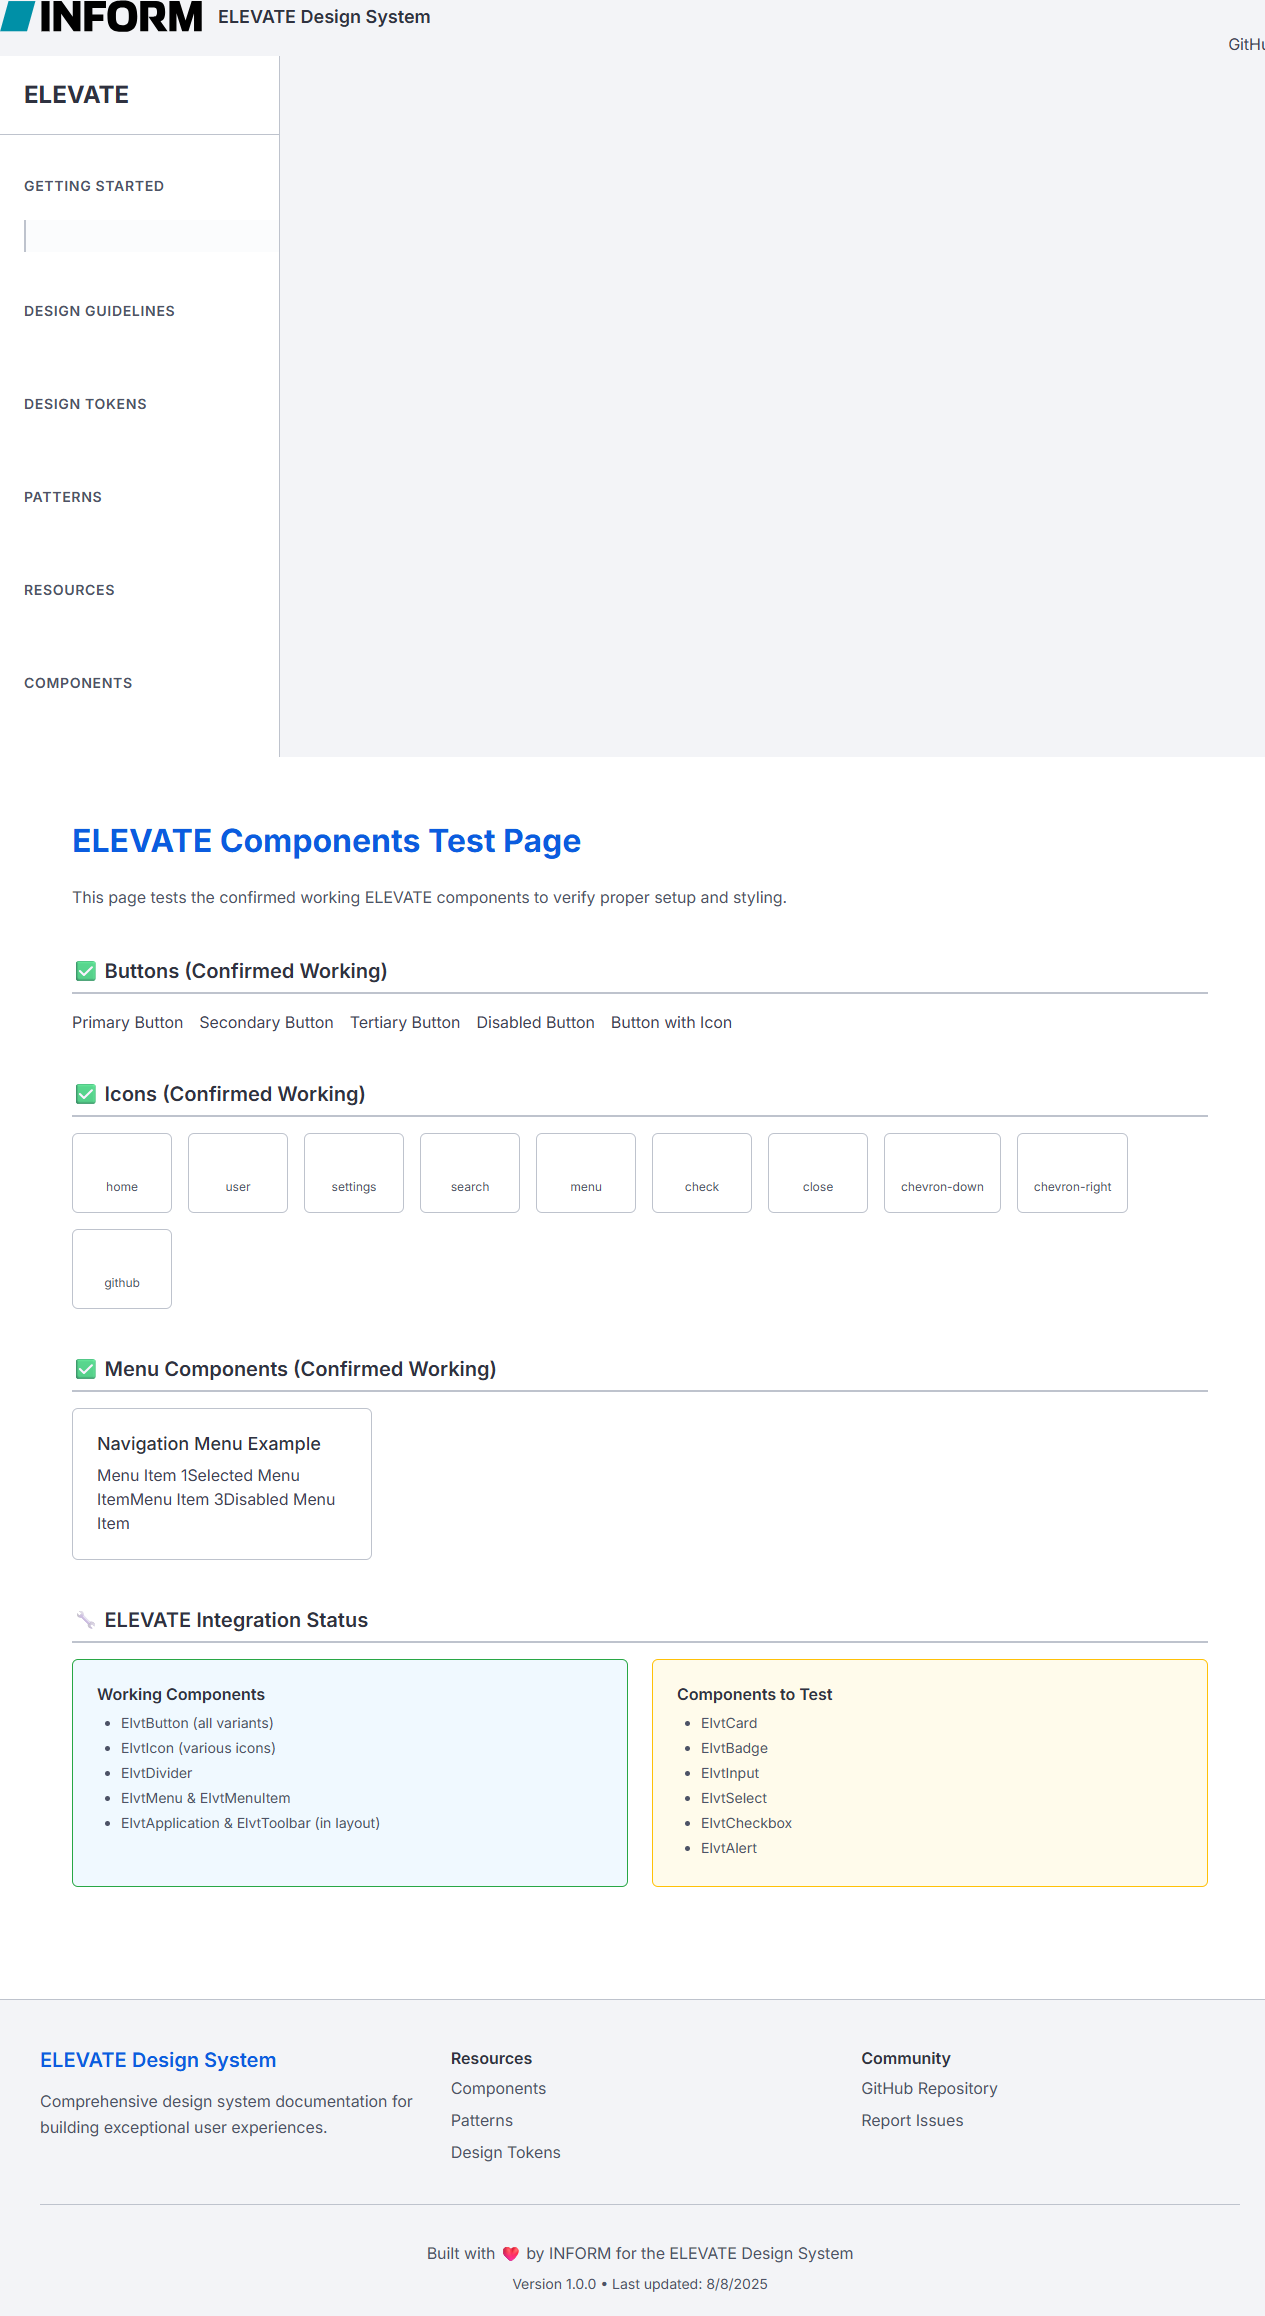 INFORM ELEVATE Design System
GitHu
ELEVATE
GETTING STARTED
DESIGN GUIDELINES
DESIGN TOKENS
PATTERNS
RESOURCES
COMPONENTS
ELEVATE Components Test Page
This page tests the confirmed working ELEVATE components to verify proper setup and styling.
✅ Buttons (Confirmed Working)
Primary Button Secondary Button Tertiary Button Disabled Button Button with Icon
✅ Icons (Confirmed Working)
home user settings search menu check close chevron-down chevron-right
github
✅ Menu Components (Confirmed Working)
Navigation Menu Example
Menu Item 1Selected Menu
ItemMenu Item 3Disabled Menu
Item
🔧 ELEVATE Integration Status
Working Components
• ElvtButton (all variants)
• ElvtIcon (various icons)
• ElvtDivider
• ElvtMenu & ElvtMenuItem
• ElvtApplication & ElvtToolbar (in layout)
Components to Test
• ElvtCard
• ElvtBadge
• ElvtInput
• ElvtSelect
• ElvtCheckbox
• ElvtAlert
ELEVATE Design System
Comprehensive design system documentation for
building exceptional user experiences.
Resources
Components
Patterns
Design Tokens
Community
GitHub Repository
Report Issues
Built with ❤️ by INFORM for the ELEVATE Design System
Version 1.0.0 • Last updated: 8/8/2025